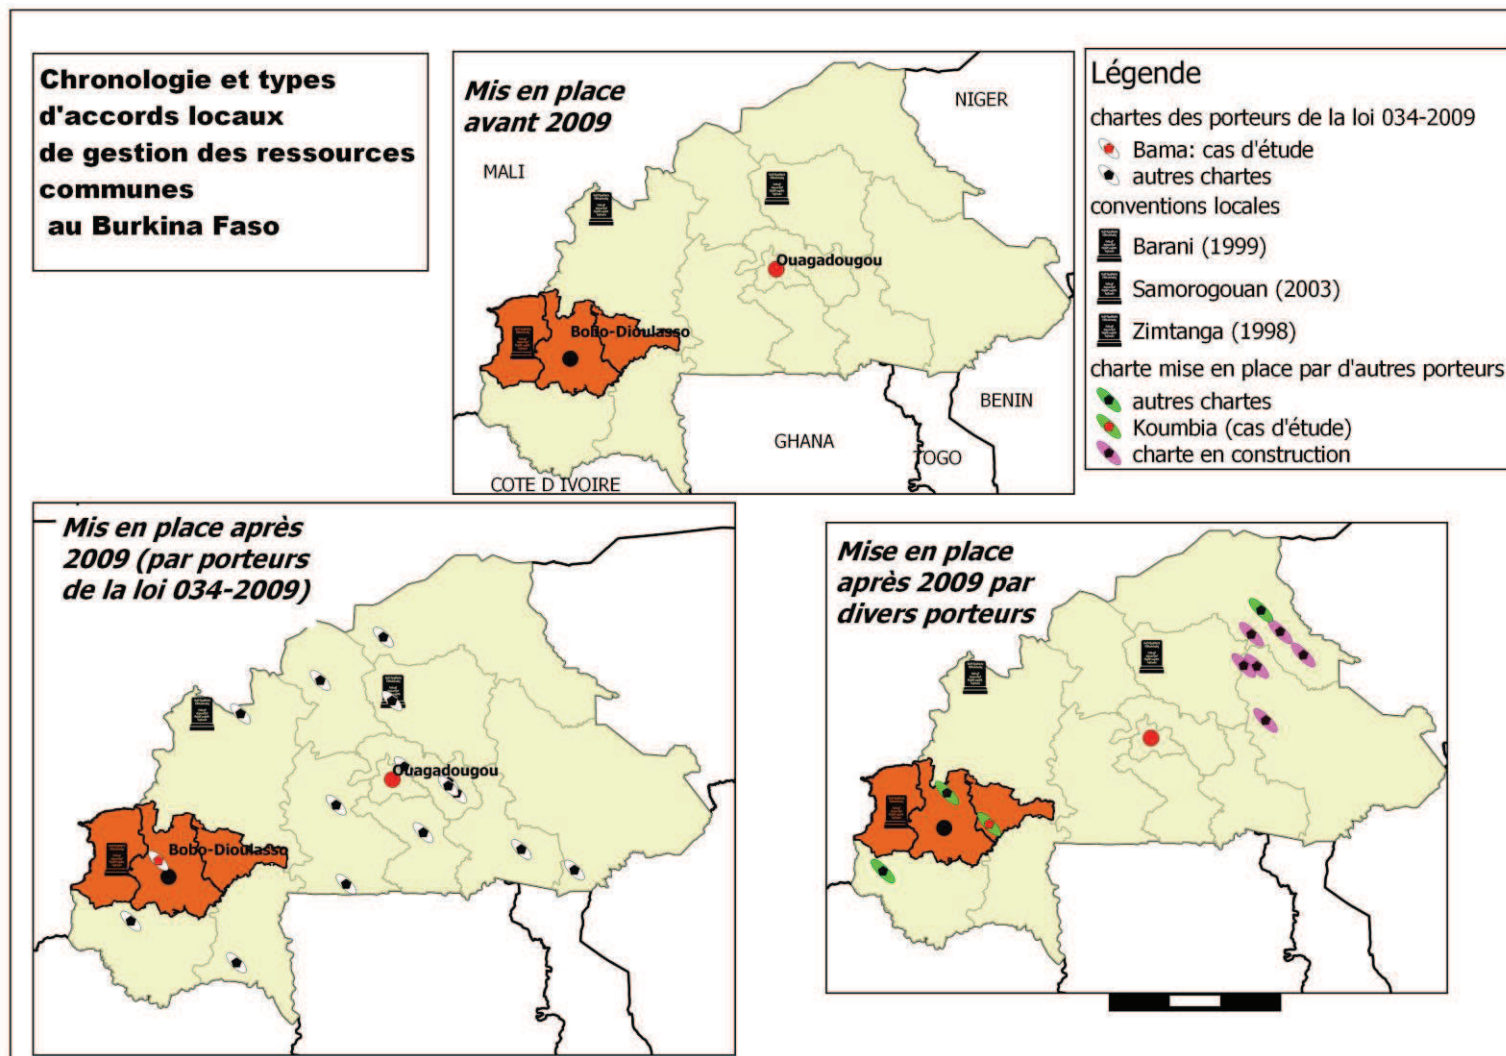 Chronologie et types
d'accords locaux
de gestion des ressources
communes
au Burkina Faso
Mis en place
avant 2009
NIGER
MALI
Ouagadougou
Bobo-Dioulasso
BENIN
GHANA
TOGO
COTE D IVOIRE
Légende
chartes des porteurs de la loi 034-2009
Bama: cas d'étude
autres chartes
conventions locales
Barani (1999)
Samorogouan (2003)
Zimtanga (1998)
charte mise en place par d'autres porteurs
autres chartes
Koumbia (cas d'étude)
charte en construction
Mis en place après
2009 (par porteurs
de la loi 034-2009)
Ouagadougou
Bobo-Dioulasso
Mise en place
après 2009 par
divers porteurs